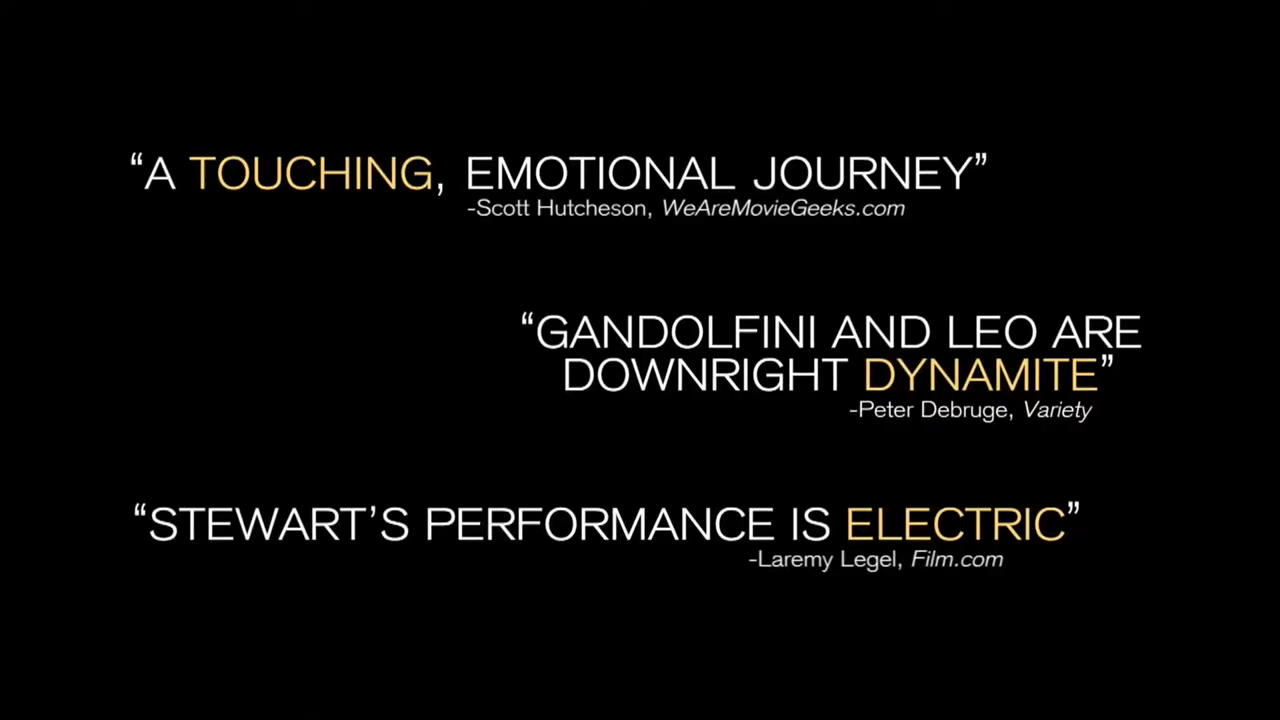 “A TOUCHING, EMOTIONAL JOURNEY”
-Scott Hutcheson, WeAreMovieGeeks.com
“GANDOLFINI AND LEO ARE
DOWNRIGHT DYNAMITE”
-Peter Debruge, Variety
“STEWART’S PERFORMANCE IS ELECTRIC”
-Laremy Legel, Film.com